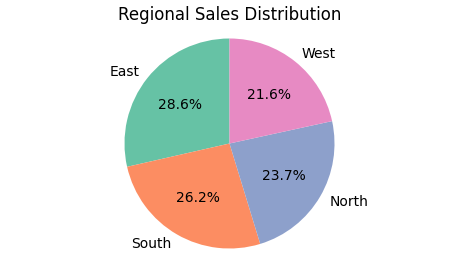 Regional Sales Distribution
West
East
21.6%
28.6%
23.7%
26.2%
North
South